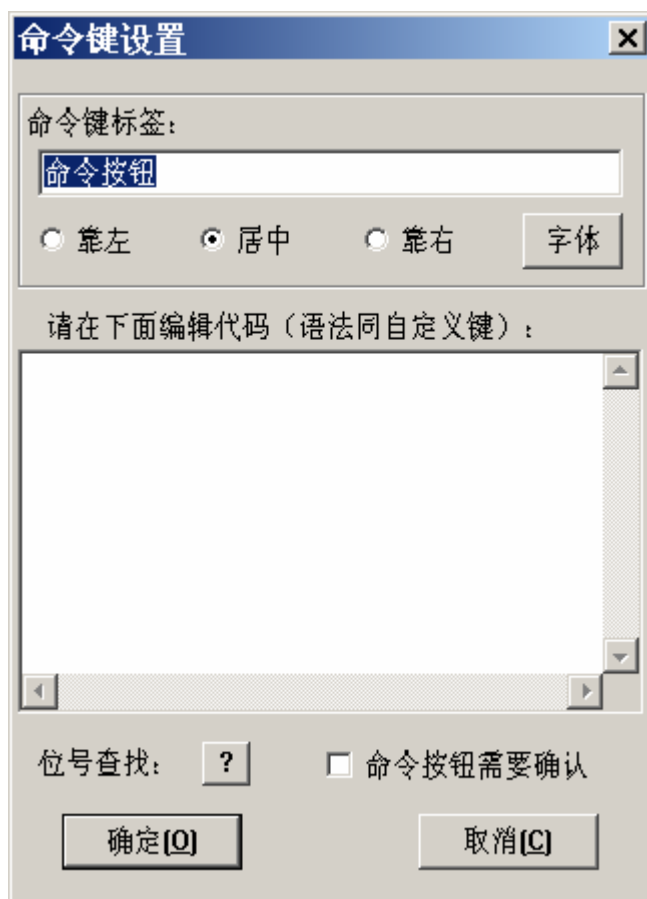 命令键设置
命令键标签：
命令按钮
靠左 居中 靠右 字体
请在下面编辑代码（语法同自定义键）：
位号查找： ? 命令按钮需要确认
确定(O) 取消(C)